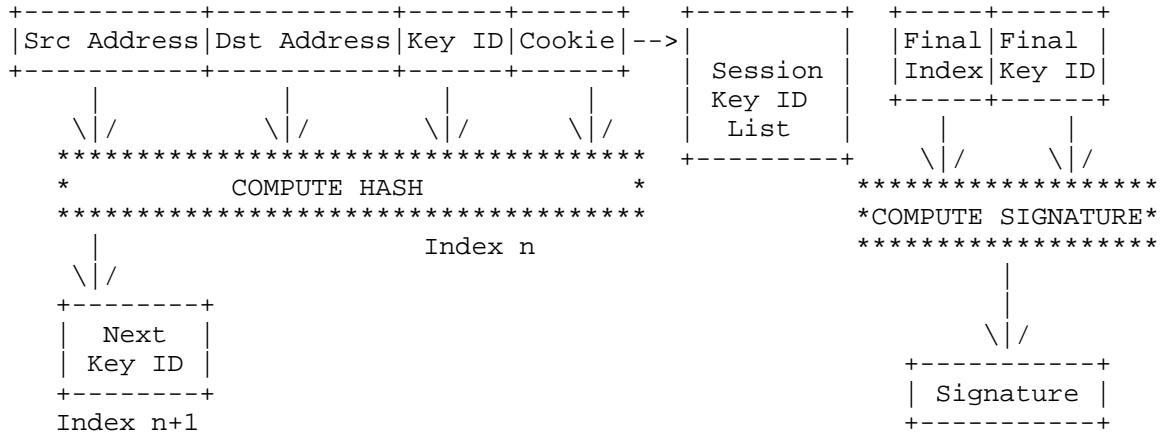 Src Address Dst Address Key ID Cookie Final Final
Session Index Key ID
Key ID
List
COMPUTE HASH
COMPUTE SIGNATURE
Index n
Next
Key ID
Signature
Index n+1